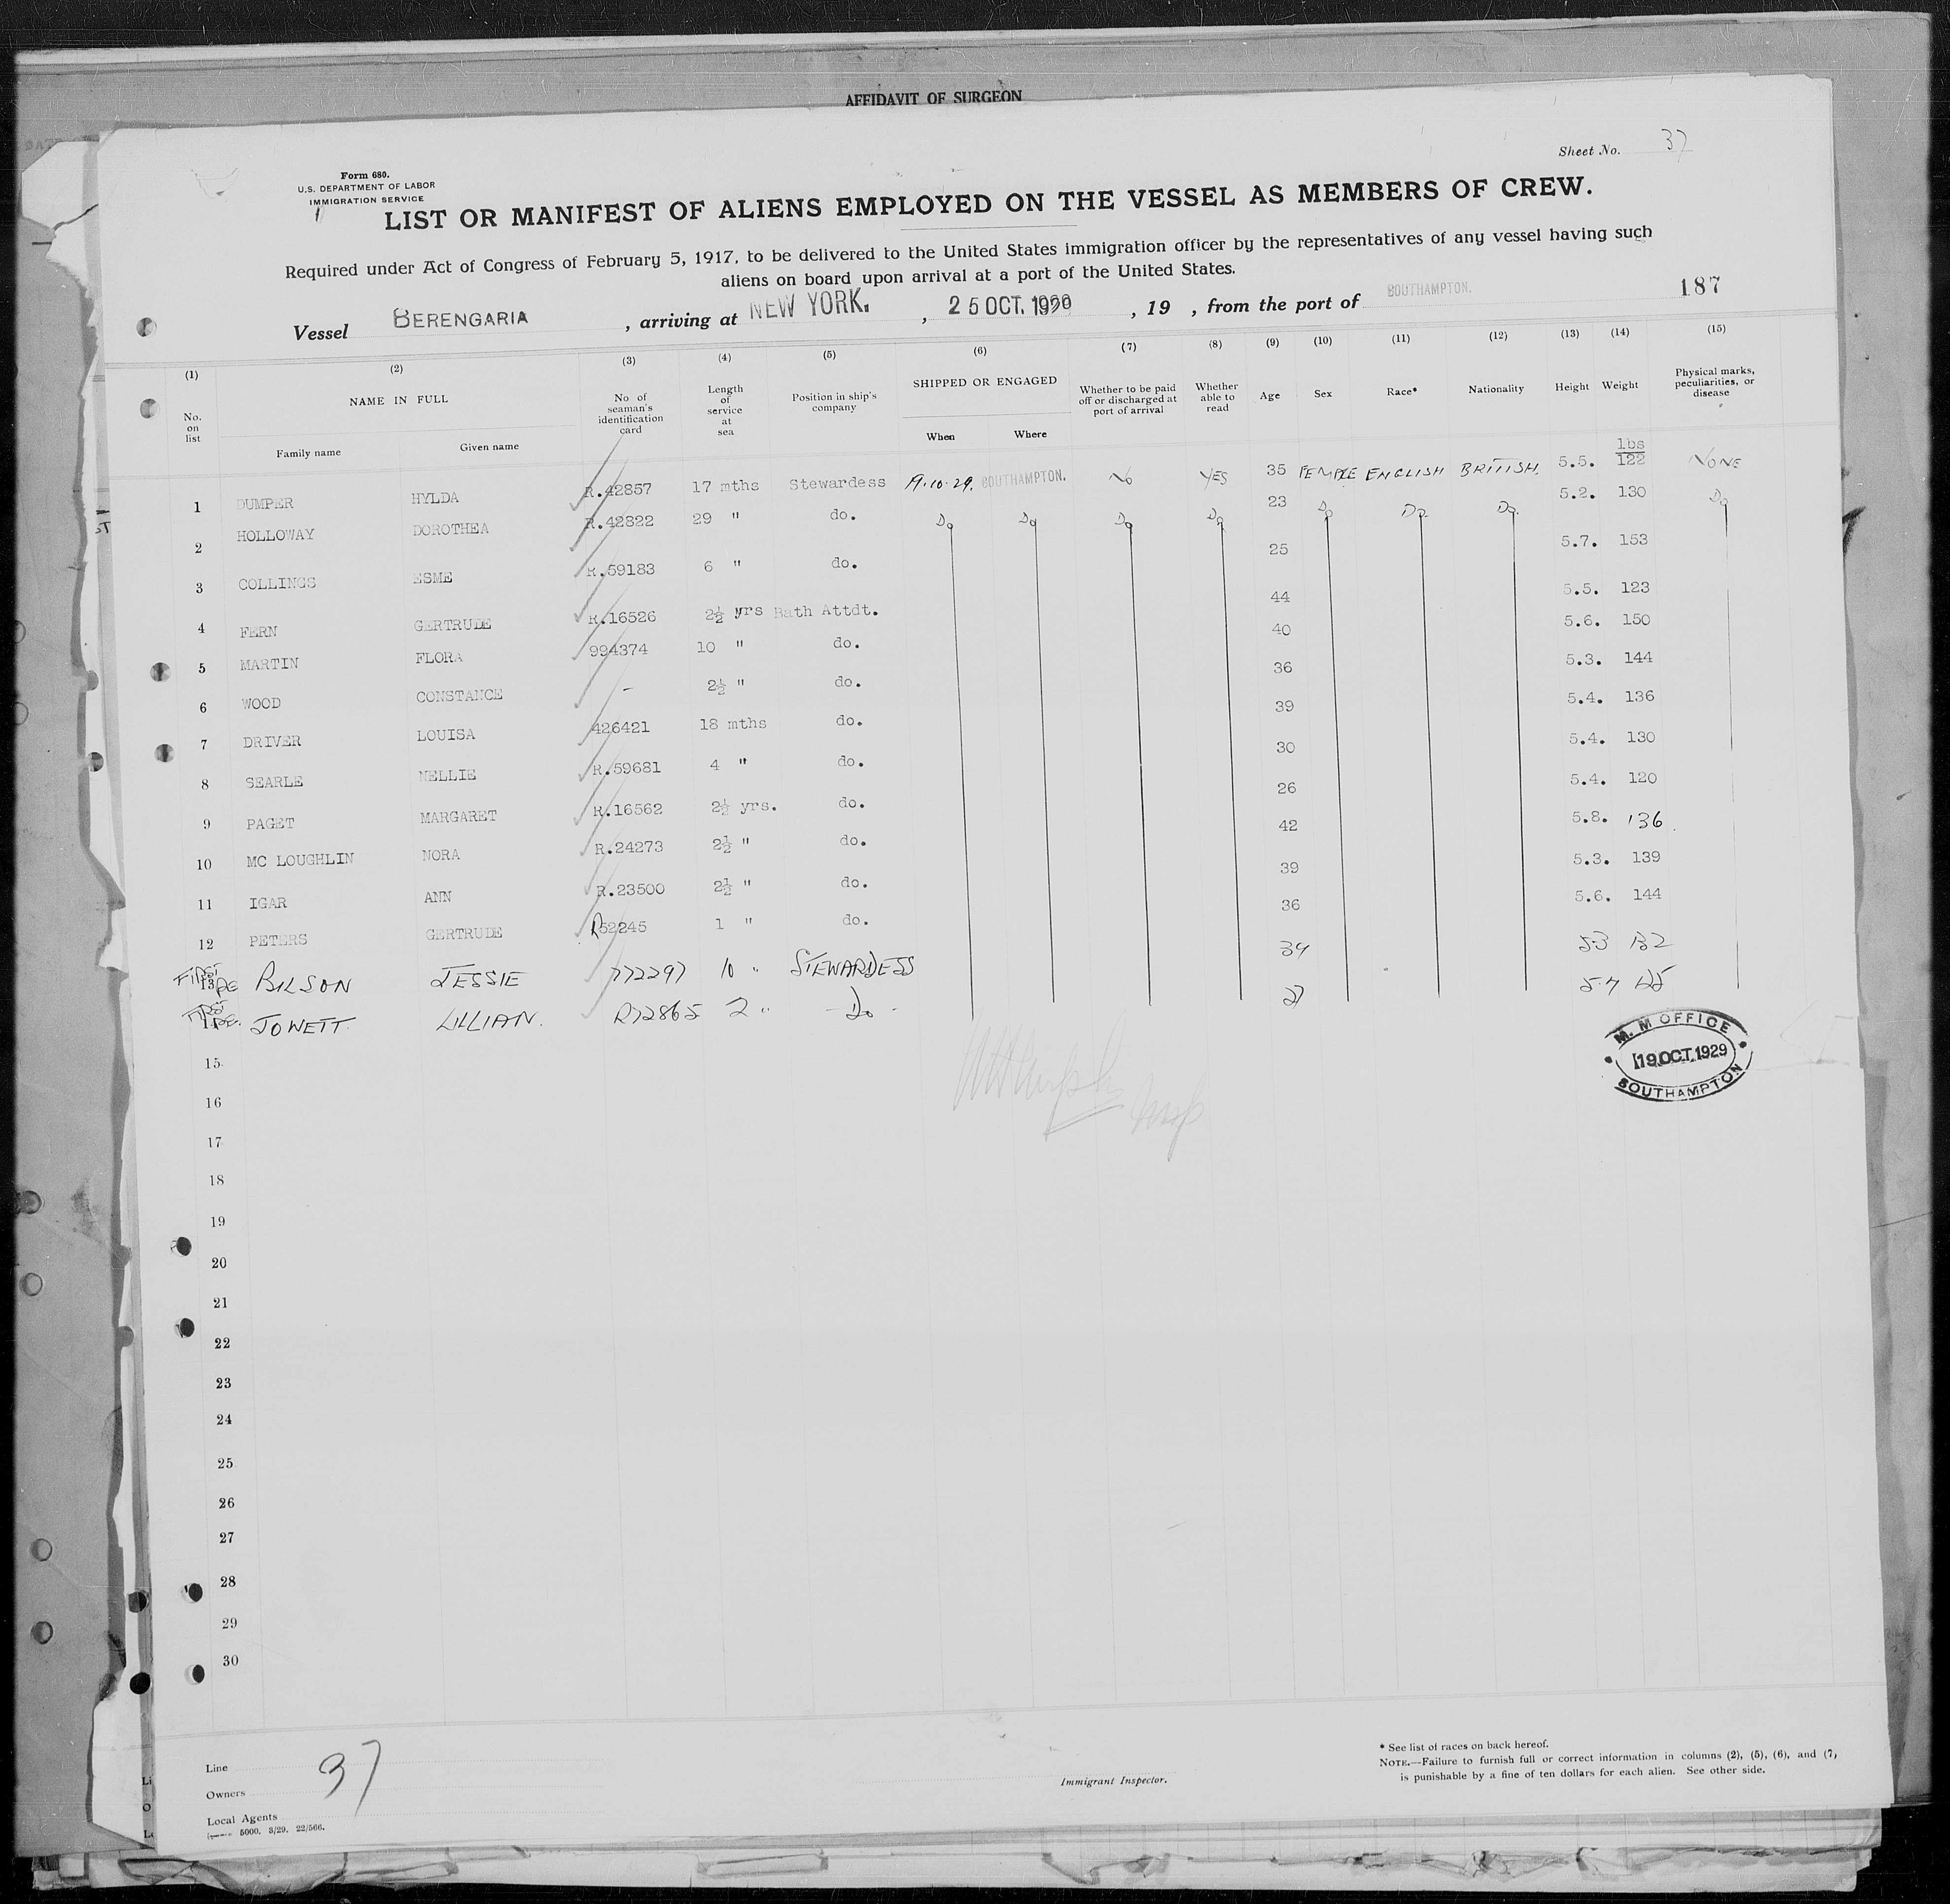 AFFIDAVIT OF SURGEON
Sheet No. 37
Form 680.
U.S. DEPARTMENT OF LABOR
IMMIGRATION SERVICE
LIST OR MANIFEST OF ALIENS EMPLOYED ON THE VESSEL AS MEMBERS OF CREW.
Required under Act of Congress of February 5, 1917, to be delivered to the United States immigration officer by the representatives of any vessel having such
aliens on board upon arrival at a port of the United States.
187
Vessel BERENGARIA , arriving at NEW YORK. , 25 OCT. 1929 , 19 , from the port of SOUTHAMPTON.
(1) (2) (3) (4) (5) (6) (7) (8) (9) (10) (11) (12) (13) (14) (15)
No. on list NAME IN FULL Family name Given name No. of seaman's identification card Length of service at sea Position in ship's company SHIPPED OR ENGAGED When Where Whether to be paid off or discharged at port of arrival Whether able to read Age Sex Race* Nationality Height Weight Physical marks, peculiarities, or disease
lbs
1 DUMPER HYLDA R.42857 17 mths Stewardess 19.10.29. SOUTHAMPTON. No YES 35 FEMALE ENGLISH BRITISH. 5.5. 122 NONE
2 HOLLOWAY DOROTHEA R.42822 29 " do. Do Do Do Do 23 Do Do. Do. 5.2. 130 Do
3 COLLINGS ESME R.59183 6 " do. 25 5.7. 153
4 FERN GERTRUDE R.16526 2½ yrs Bath Attdt. 44 5.5. 123
5 MARTIN FLORA 994374 10 " do. 40 5.6. 150
6 WOOD CONSTANCE - 2½ " do. 36 5.3. 144
7 DRIVER LOUISA 426421 18 mths do. 39 5.4. 136
8 SEARLE NELLIE R.59681 4 " do. 30 5.4. 130
9 PAGET MARGARET R.16562 2½ yrs. do. 26 5.4. 120
10 MC LOUGHLIN NORA R.24273 2½ " do. 42 5.8. 136
11 IGAR ANN R.23500 2½ " do. 39 5.3. 139
12 PETERS GERTRUDE R52245 1 " do. 36 5.6. 144
13 BILSON JESSIE 772297 10 " STEWARDESS 39 5.3 132
14 JOWETT LILLIAN. R72865 2 " Do. 27 5.7
15
16
17
18
19
20
21
22
23
24
25
26
27
28
29
30
M. M OFFICE
19 OCT. 1929
SOUTHAMPTON
Line
Owners
Local Agents
5000. 3/29. 22/566.
37
Immigrant Inspector.
* See list of races on back hereof.
NOTE.—Failure to furnish full or correct information in columns (2), (5), (6), and (7,
is punishable by a fine of ten dollars for each alien. See other side.